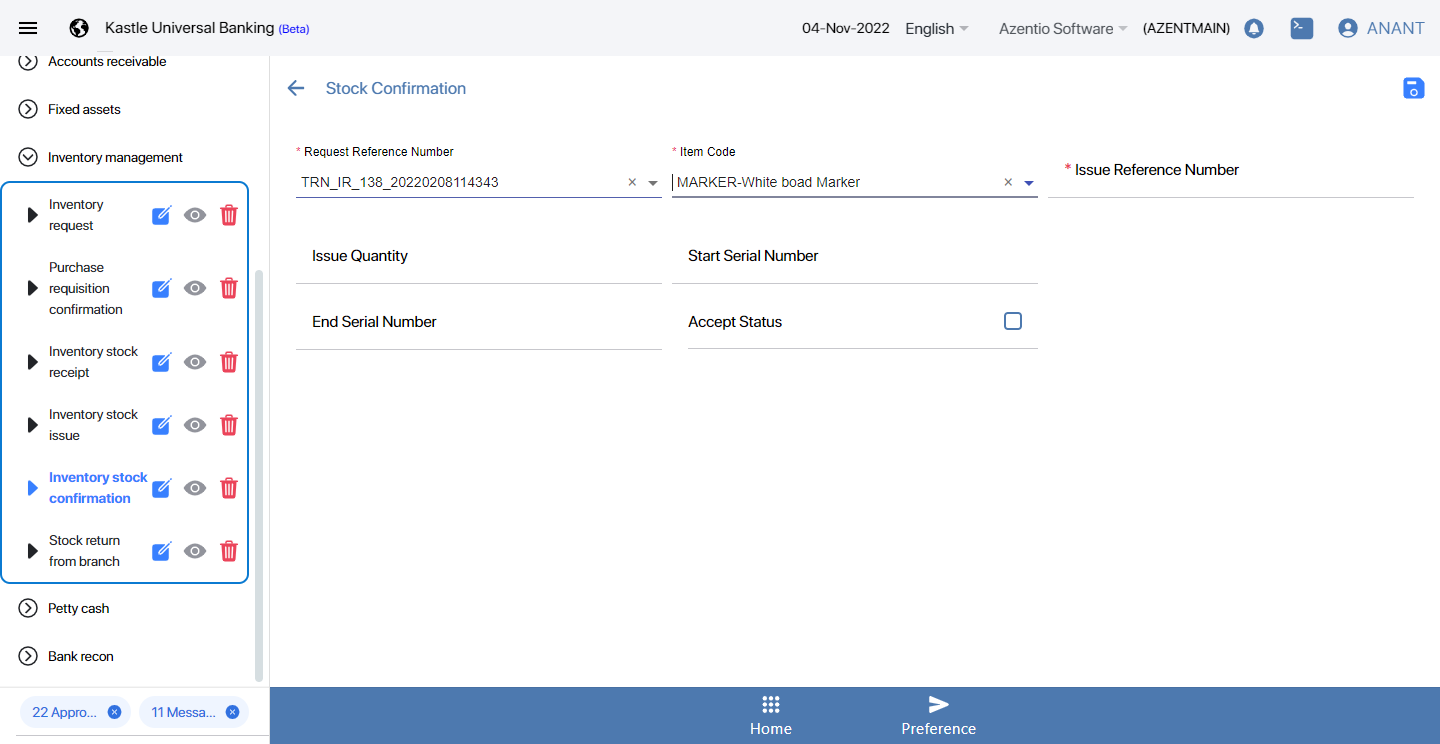 Kastle Universal Banking (Beta)
04-Nov-2022
English
Azentio Software
(AZENTMAIN)
ANANT
Accounts receivable
Fixed assets
Inventory management
Inventory
request
Purchase
requisition
confirmation
Inventory stock
receipt
Inventory stock
issue
Inventory stock
confirmation
Stock return
from branch
Petty cash
Bank recon
22 Appro...
11 Messa...
Stock Confirmation
* Request Reference Number
TRN_IR_138_20220208114343
* Item Code
MARKER-White boad Marker
* Issue Reference Number
Issue Quantity
Start Serial Number
End Serial Number
Accept Status
Home
Preference